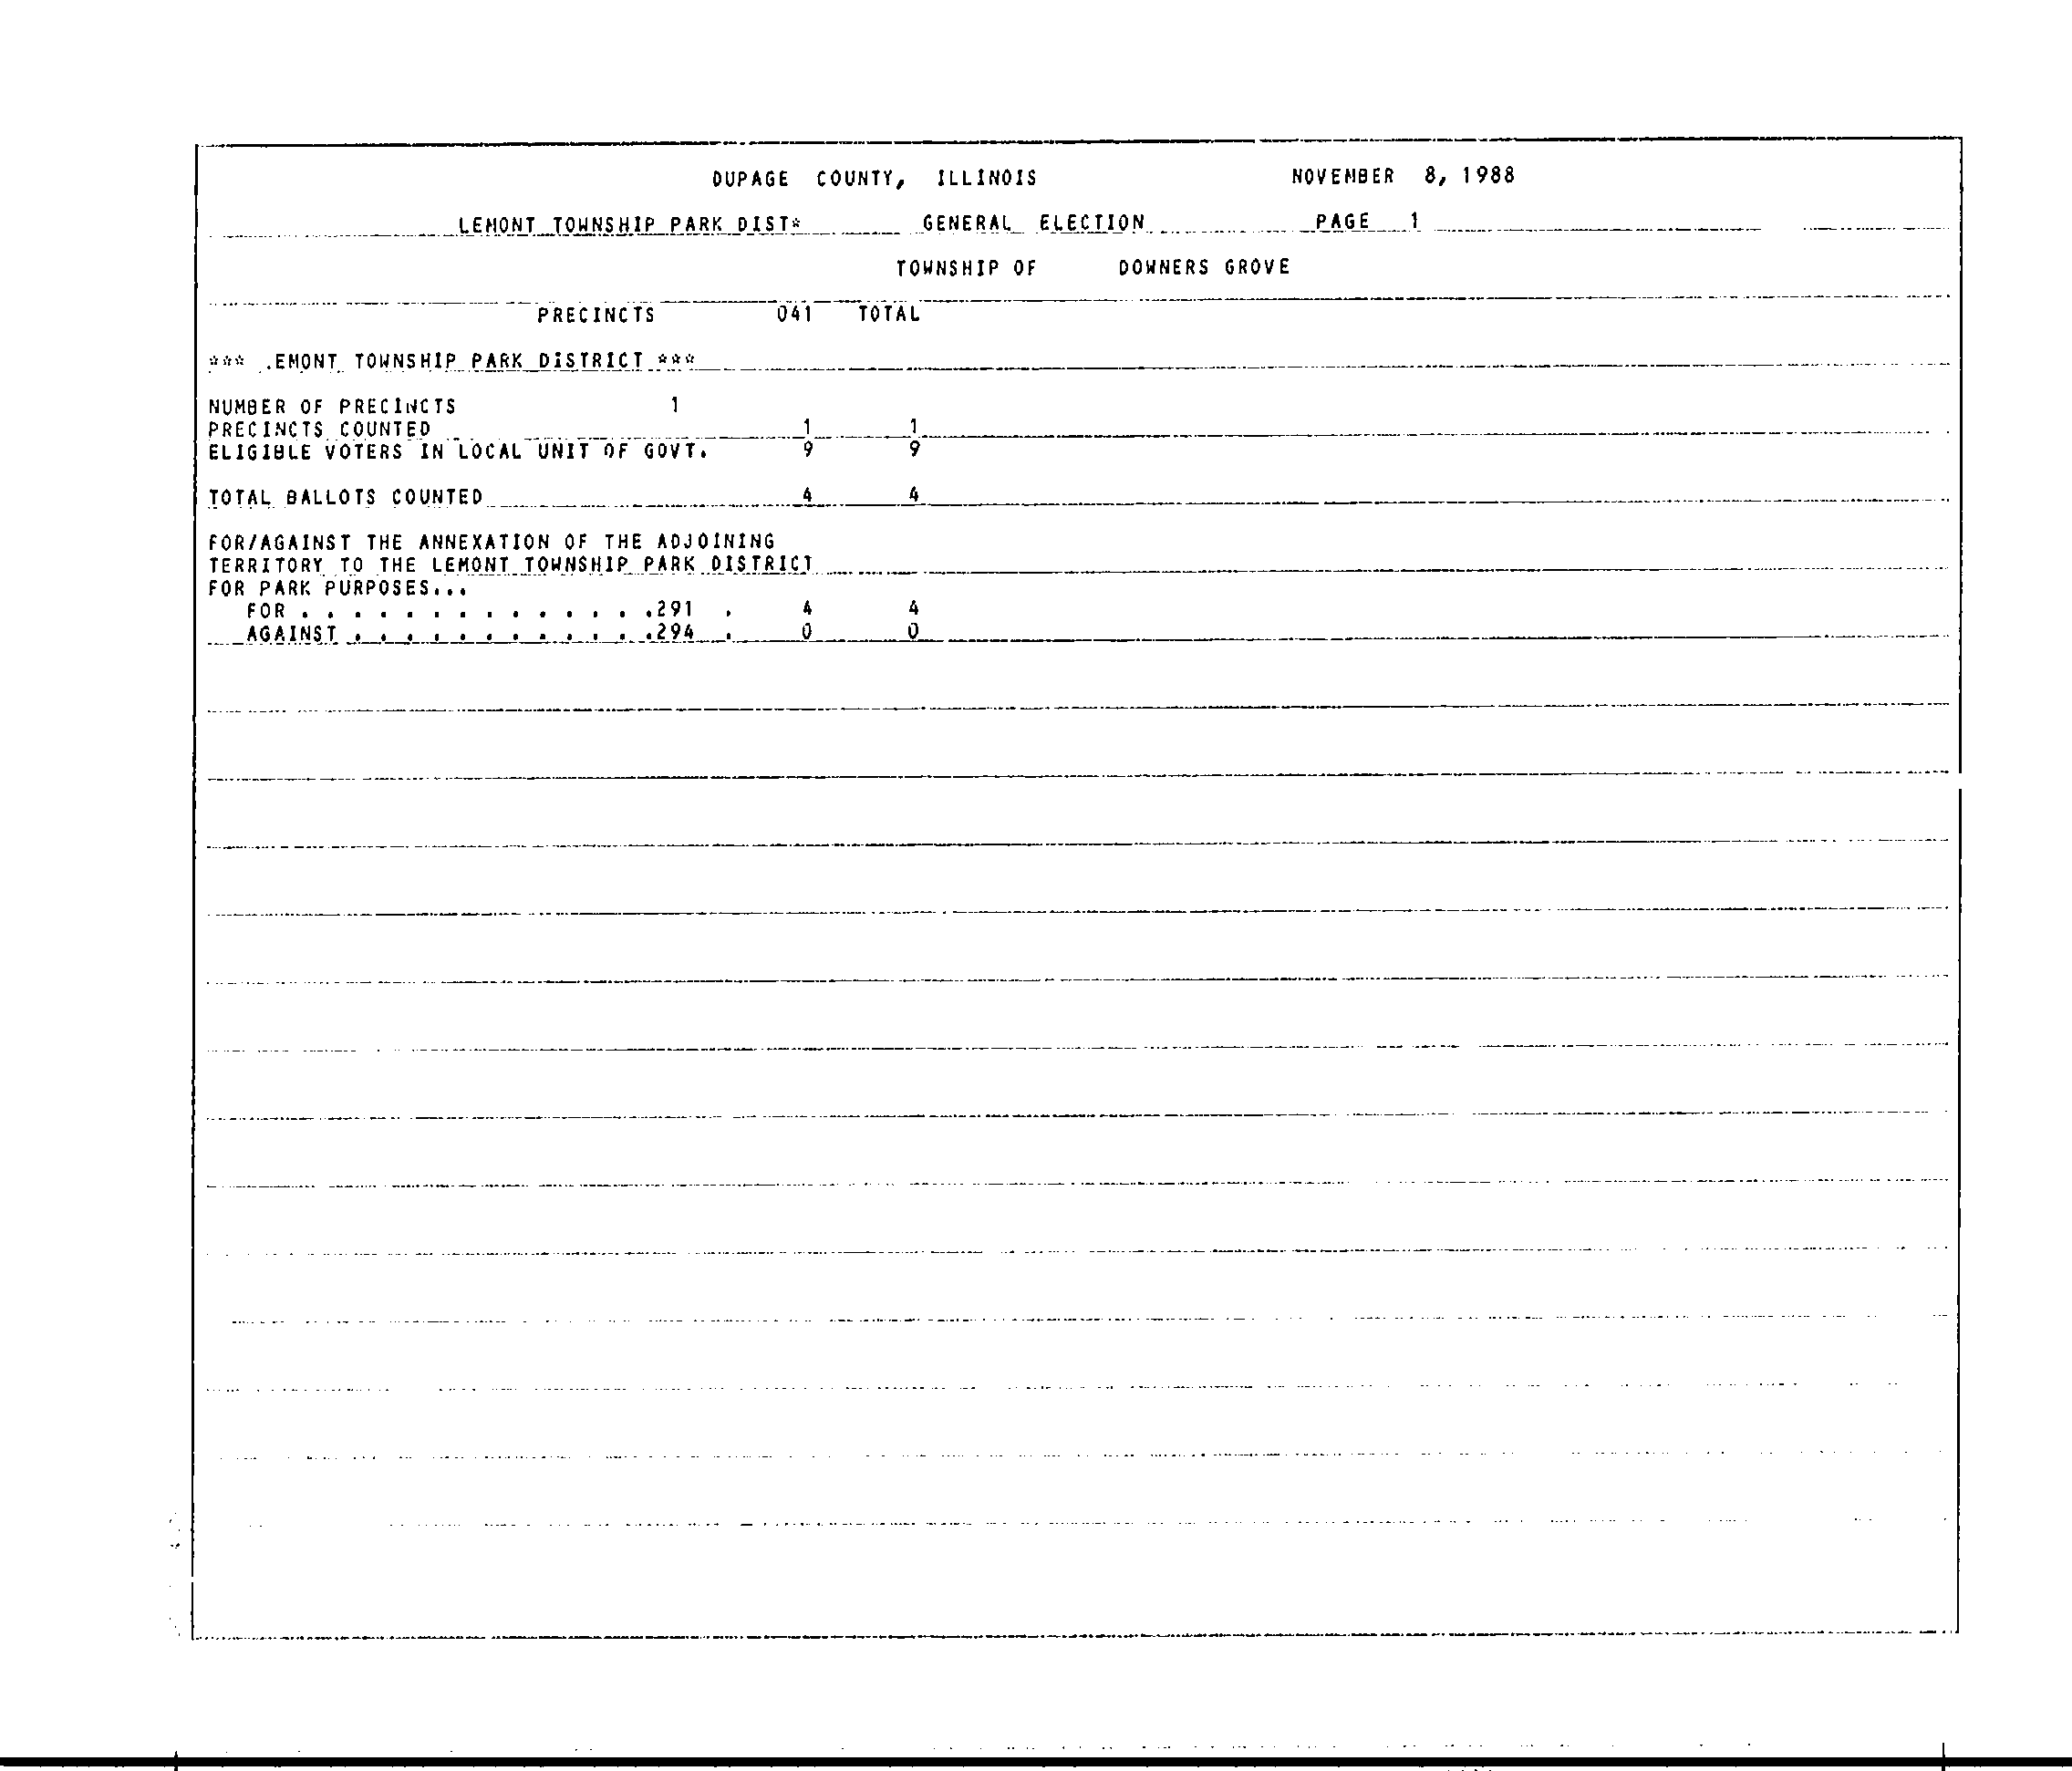 DUPAGE COUNTY, ILLINOIS NOVEMBER 8, 1988
LEMONT TOWNSHIP PARK DIST* GENERAL ELECTION PAGE 1
TOWNSHIP OF DOWNERS GROVE
PRECINCTS 041 TOTAL
*** .EMONT TOWNSHIP PARK DISTRICT ***
NUMBER OF PRECINCTS 1
PRECINCTS COUNTED 1 1
ELIGIBLE VOTERS IN LOCAL UNIT OF GOVT. 9 9
TOTAL BALLOTS COUNTED 4 4
FOR/AGAINST THE ANNEXATION OF THE ADJOINING
TERRITORY TO THE LEMONT TOWNSHIP PARK DISTRICT
FOR PARK PURPOSES...
FOR . . . . . . . . . . . . . .291 . 4 4
AGAINST . . . . . . . . . . . .294 . 0 0